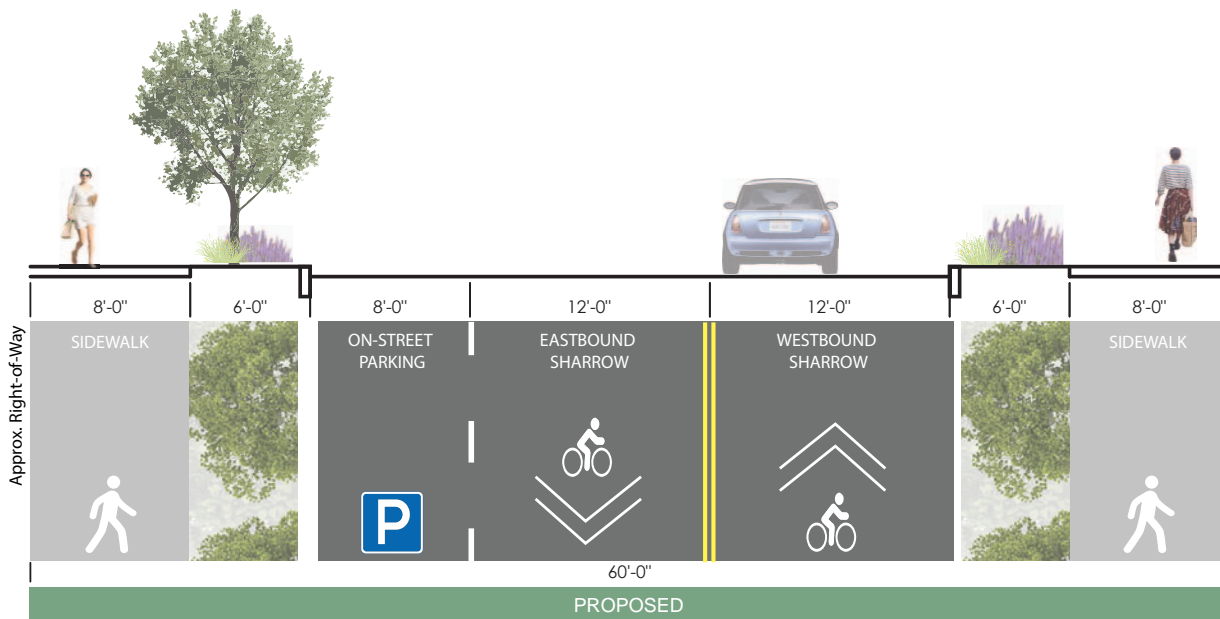 8'-0"
6'-0"
8'-0"
12'-0"
12'-0"
6'-0"
8'-0"
Approx. Right-of-Way
SIDEWALK
ON-STREET
PARKING
EASTBOUND
SHARROW
WESTBOUND
SHARROW
SIDEWALK
P
60'-0"
PROPOSED